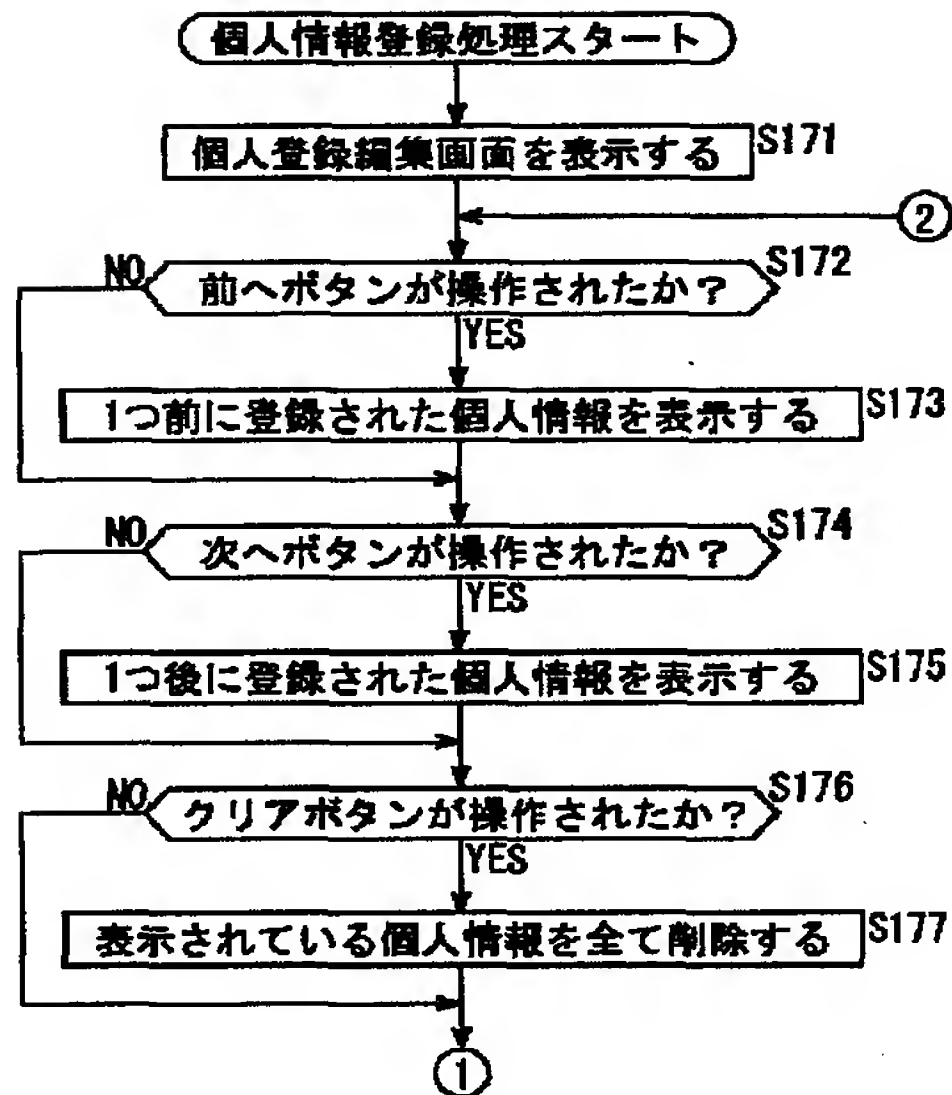 個人情報登録処理スタート
個人登録編集画面を表示する S171
②
NO 前へボタンが操作されたか? S172
YES
1つ前に登録された個人情報を表示する S173
NO 次へボタンが操作されたか? S174
YES
1つ後に登録された個人情報を表示する S175
NO クリアボタンが操作されたか? S176
YES
表示されている個人情報を全て削除する S177
①